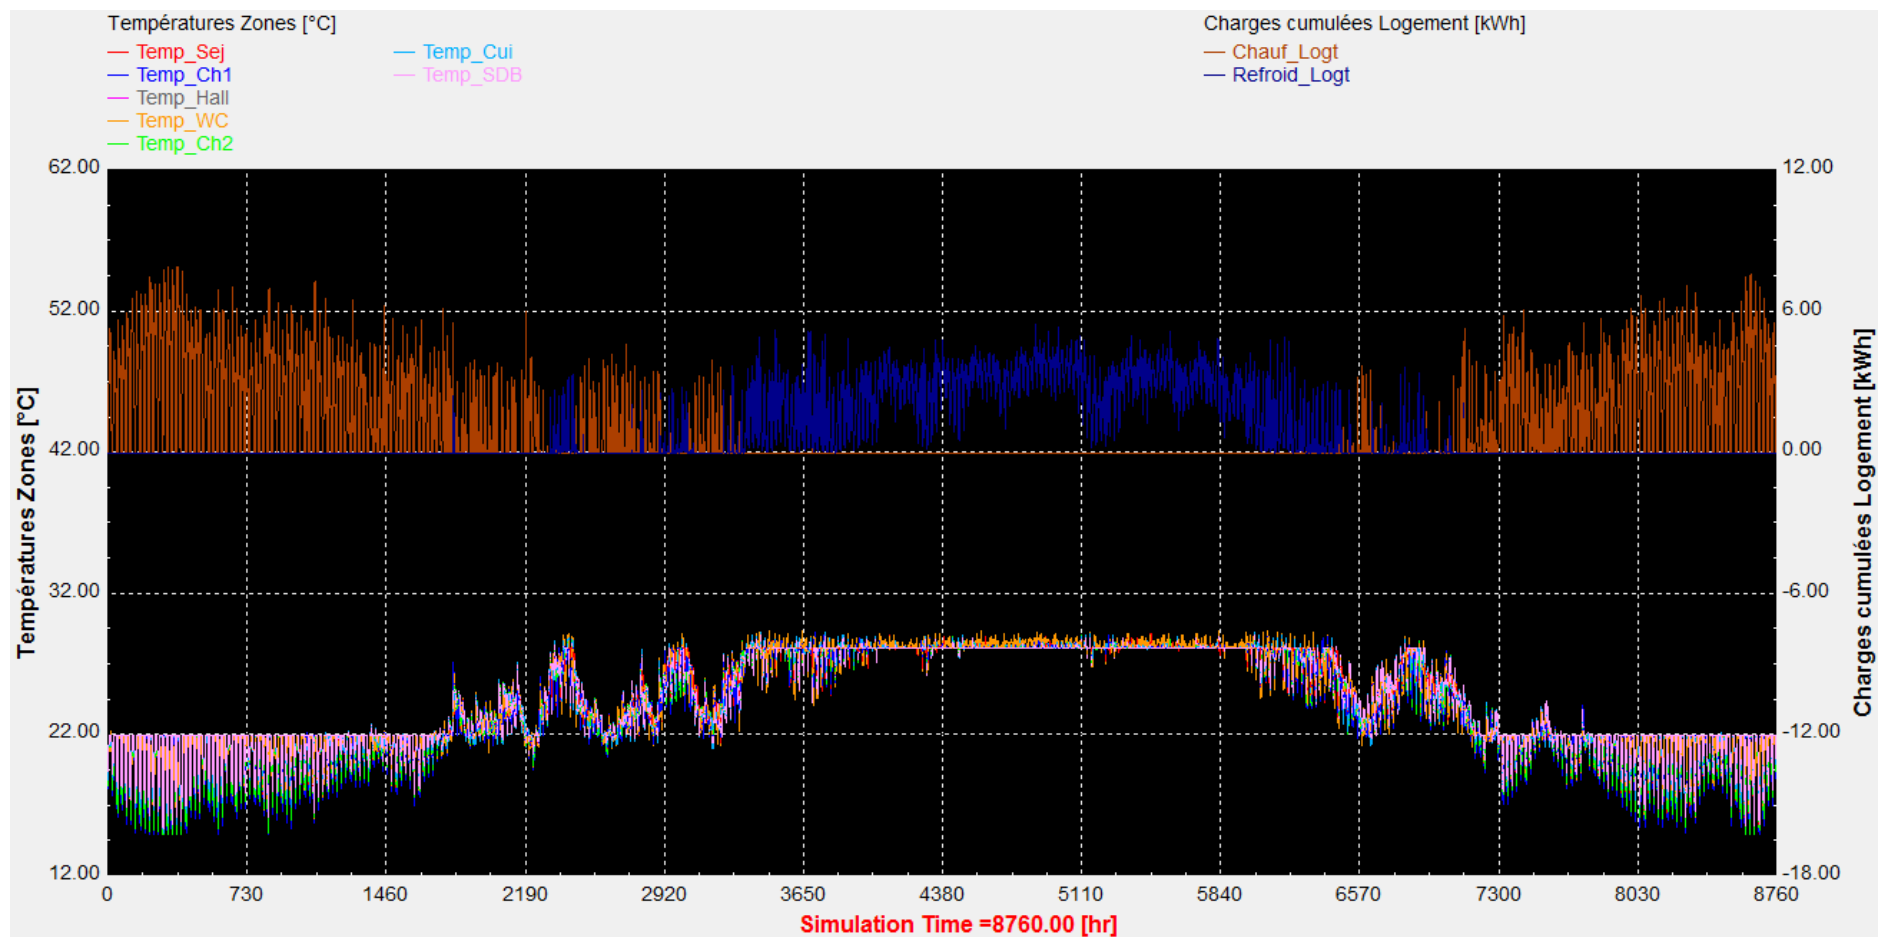 Températures Zones [°C]
Charges cumulées Logement [kWh]
Temp_Sej
Temp_Cui
Chauf_Logt
Temp_Ch1
Temp_SDB
Refroid_Logt
Temp_Hall
Temp_WC
Temp_Ch2
62.00
12.00
52.00
6.00
42.00
0.00
32.00
-6.00
22.00
-12.00
12.00
-18.00
Températures Zones [°C]
Charges cumulées Logement [kWh]
0 730 1460 2190 2920 3650 4380 5110 5840 6570 7300 8030 8760
Simulation Time =8760.00 [hr]